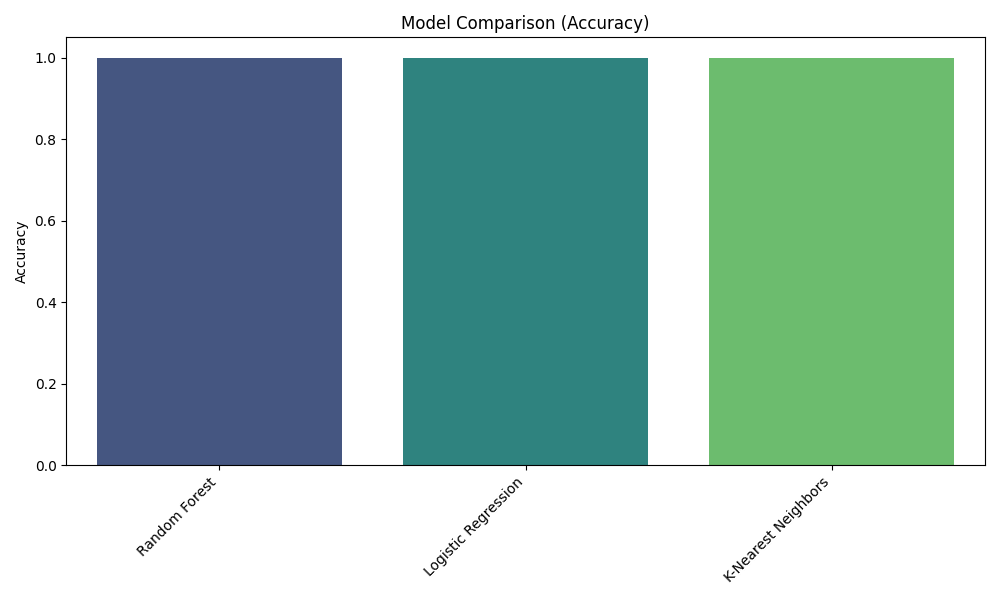 Model Comparison (Accuracy)
Accuracy
1.0
0.8
0.6
0.4
0.2
0.0
Random Forest
Logistic Regression
K-Nearest Neighbors